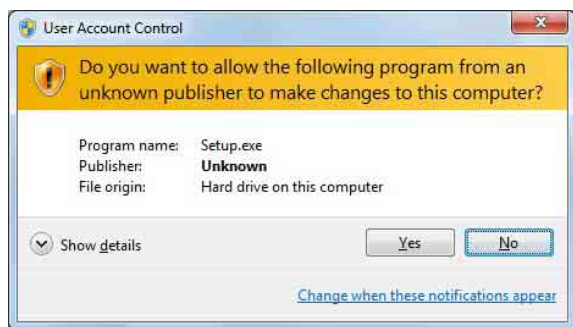 User Account Control
Do you want to allow the following program from an
unknown publisher to make changes to this computer?
Program name: Setup.exe
Publisher: Unknown
File origin: Hard drive on this computer
Show details
Yes No
Change when these notifications appear